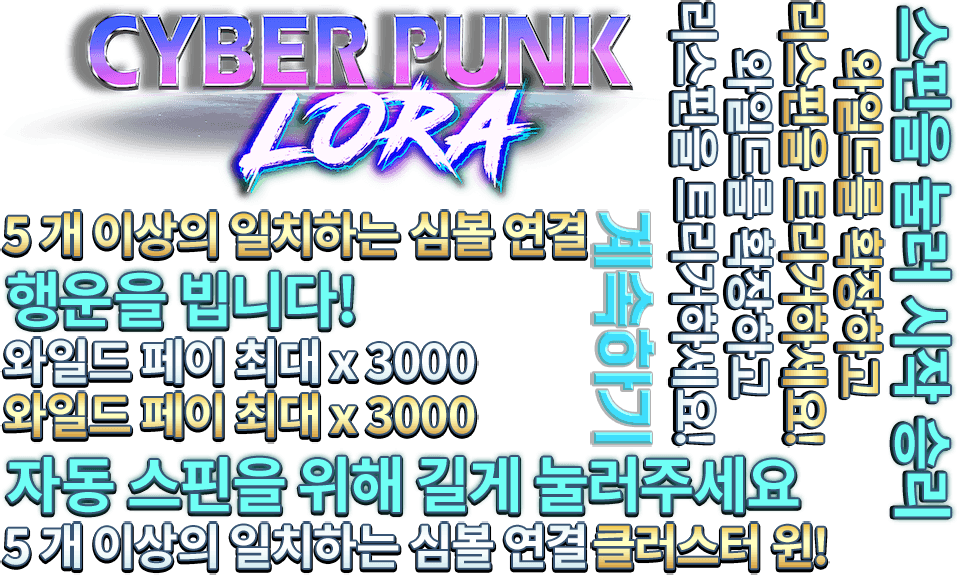 CYBER PUNK
LORA
5 개 이상의 일치하는 심볼 연결
행운을 빕니다!
와일드 페이 최대 x 3000
와일드 페이 최대 x 3000
자동 스핀을 위해 길게 눌러주세요
5 개 이상의 일치하는 심볼 연결
클러스터 윈!
계속하기
와일드를 확장하고
리스핀을 트리거하세요!
와일드를 확장하고
리스핀을 트리거하세요!
스핀을 눌러 시작 승리